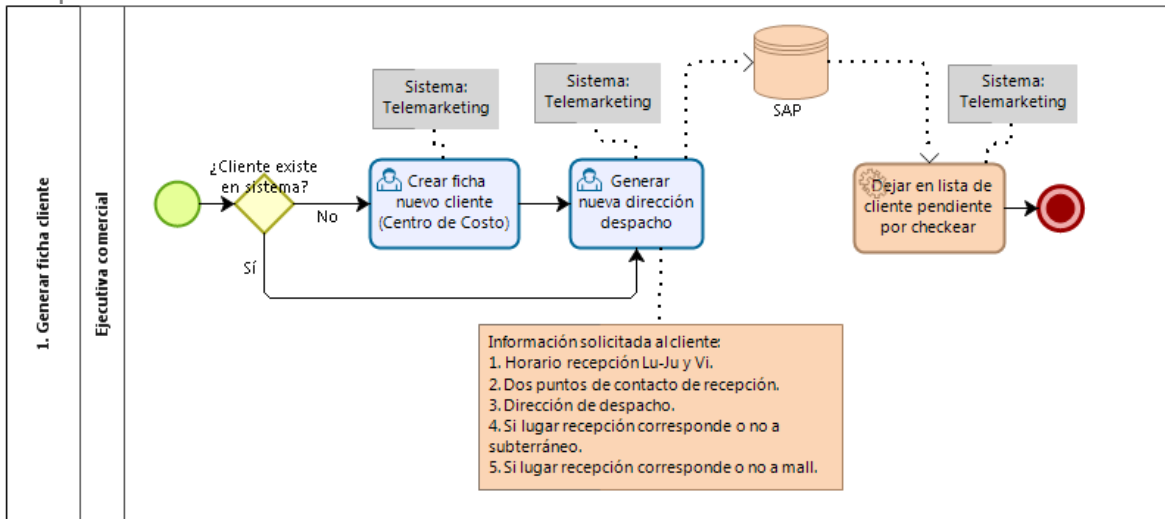 1. Generar ficha cliente
Ejecutiva comercial
¿Cliente existe
en sistema?
No
Sí
Sistema:
Telemarketing
Crear ficha
nuevo cliente
(Centro de Costo)
Sistema:
Telemarketing
Generar
nueva dirección
despacho
SAP
Sistema:
Telemarketing
Dejar en lista de
cliente pendiente
por checkear
Información solicitada al cliente:
1. Horario recepción Lu-Ju y Vi.
2. Dos puntos de contacto de recepción.
3. Dirección de despacho.
4. Si lugar recepción corresponde o no a
subterráneo.
5. Si lugar recepción corresponde o no a mall.